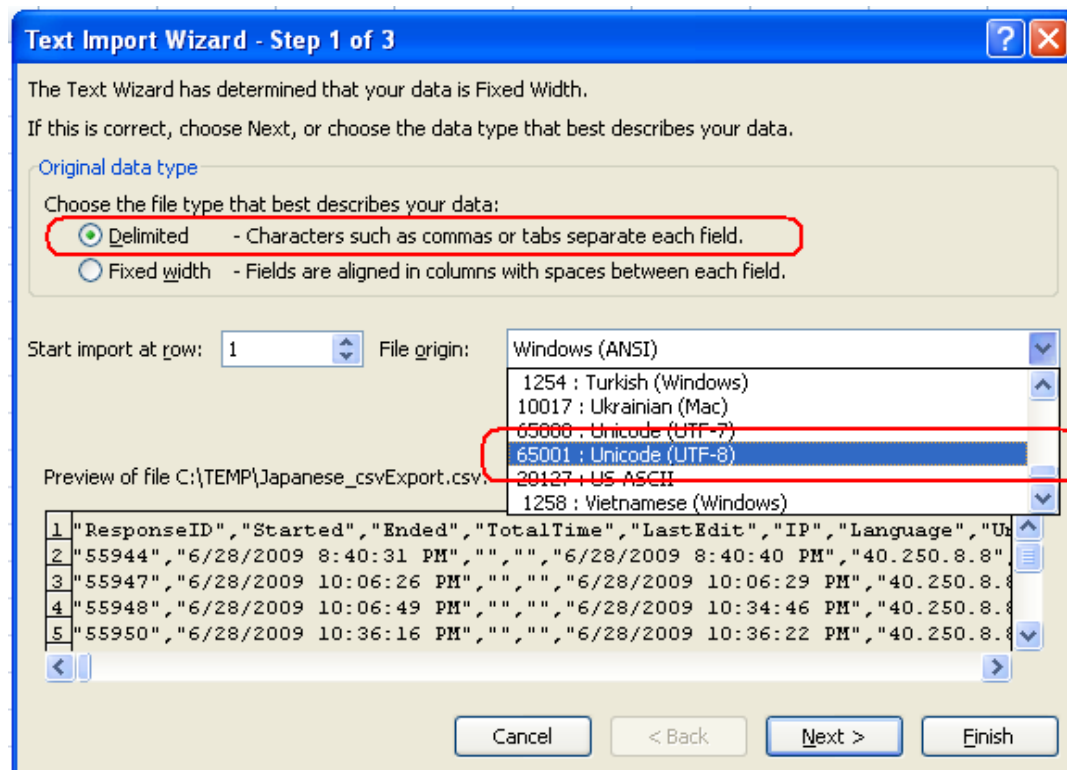 Text Import Wizard - Step 1 of 3
The Text Wizard has determined that your data is Fixed Width.
If this is correct, choose Next, or choose the data type that best describes your data.
Original data type
Choose the file type that best describes your data:
Delimited - Characters such as commas or tabs separate each field.
Fixed width - Fields are aligned in columns with spaces between each field.
Start import at row: 1 File origin: Windows (ANSI)
1254 : Turkish (Windows)
10017 : Ukrainian (Mac)
65000 : Unicode (UTF-7)
65001 : Unicode (UTF-8)
20127 : US-ASCII
1258 : Vietnamese (Windows)
Preview of file C:\TEMP\Japanese_csvExport.csv.
1 "ResponseID","Started","Ended","TotalTime","LastEdit","IP","Language","
2 "55944","6/28/2009 8:40:31 PM","","","6/28/2009 8:40:40 PM","40.250.8.8"
3 "55947","6/28/2009 10:06:26 PM","","","6/28/2009 10:06:29 PM","40.250.8.8
4 "55948","6/28/2009 10:06:49 PM","","","6/28/2009 10:34:46 PM","40.250.8.8
5 "55950","6/28/2009 10:36:16 PM","","","6/28/2009 10:36:22 PM","40.250.8.8
Cancel < Back Next > Finish